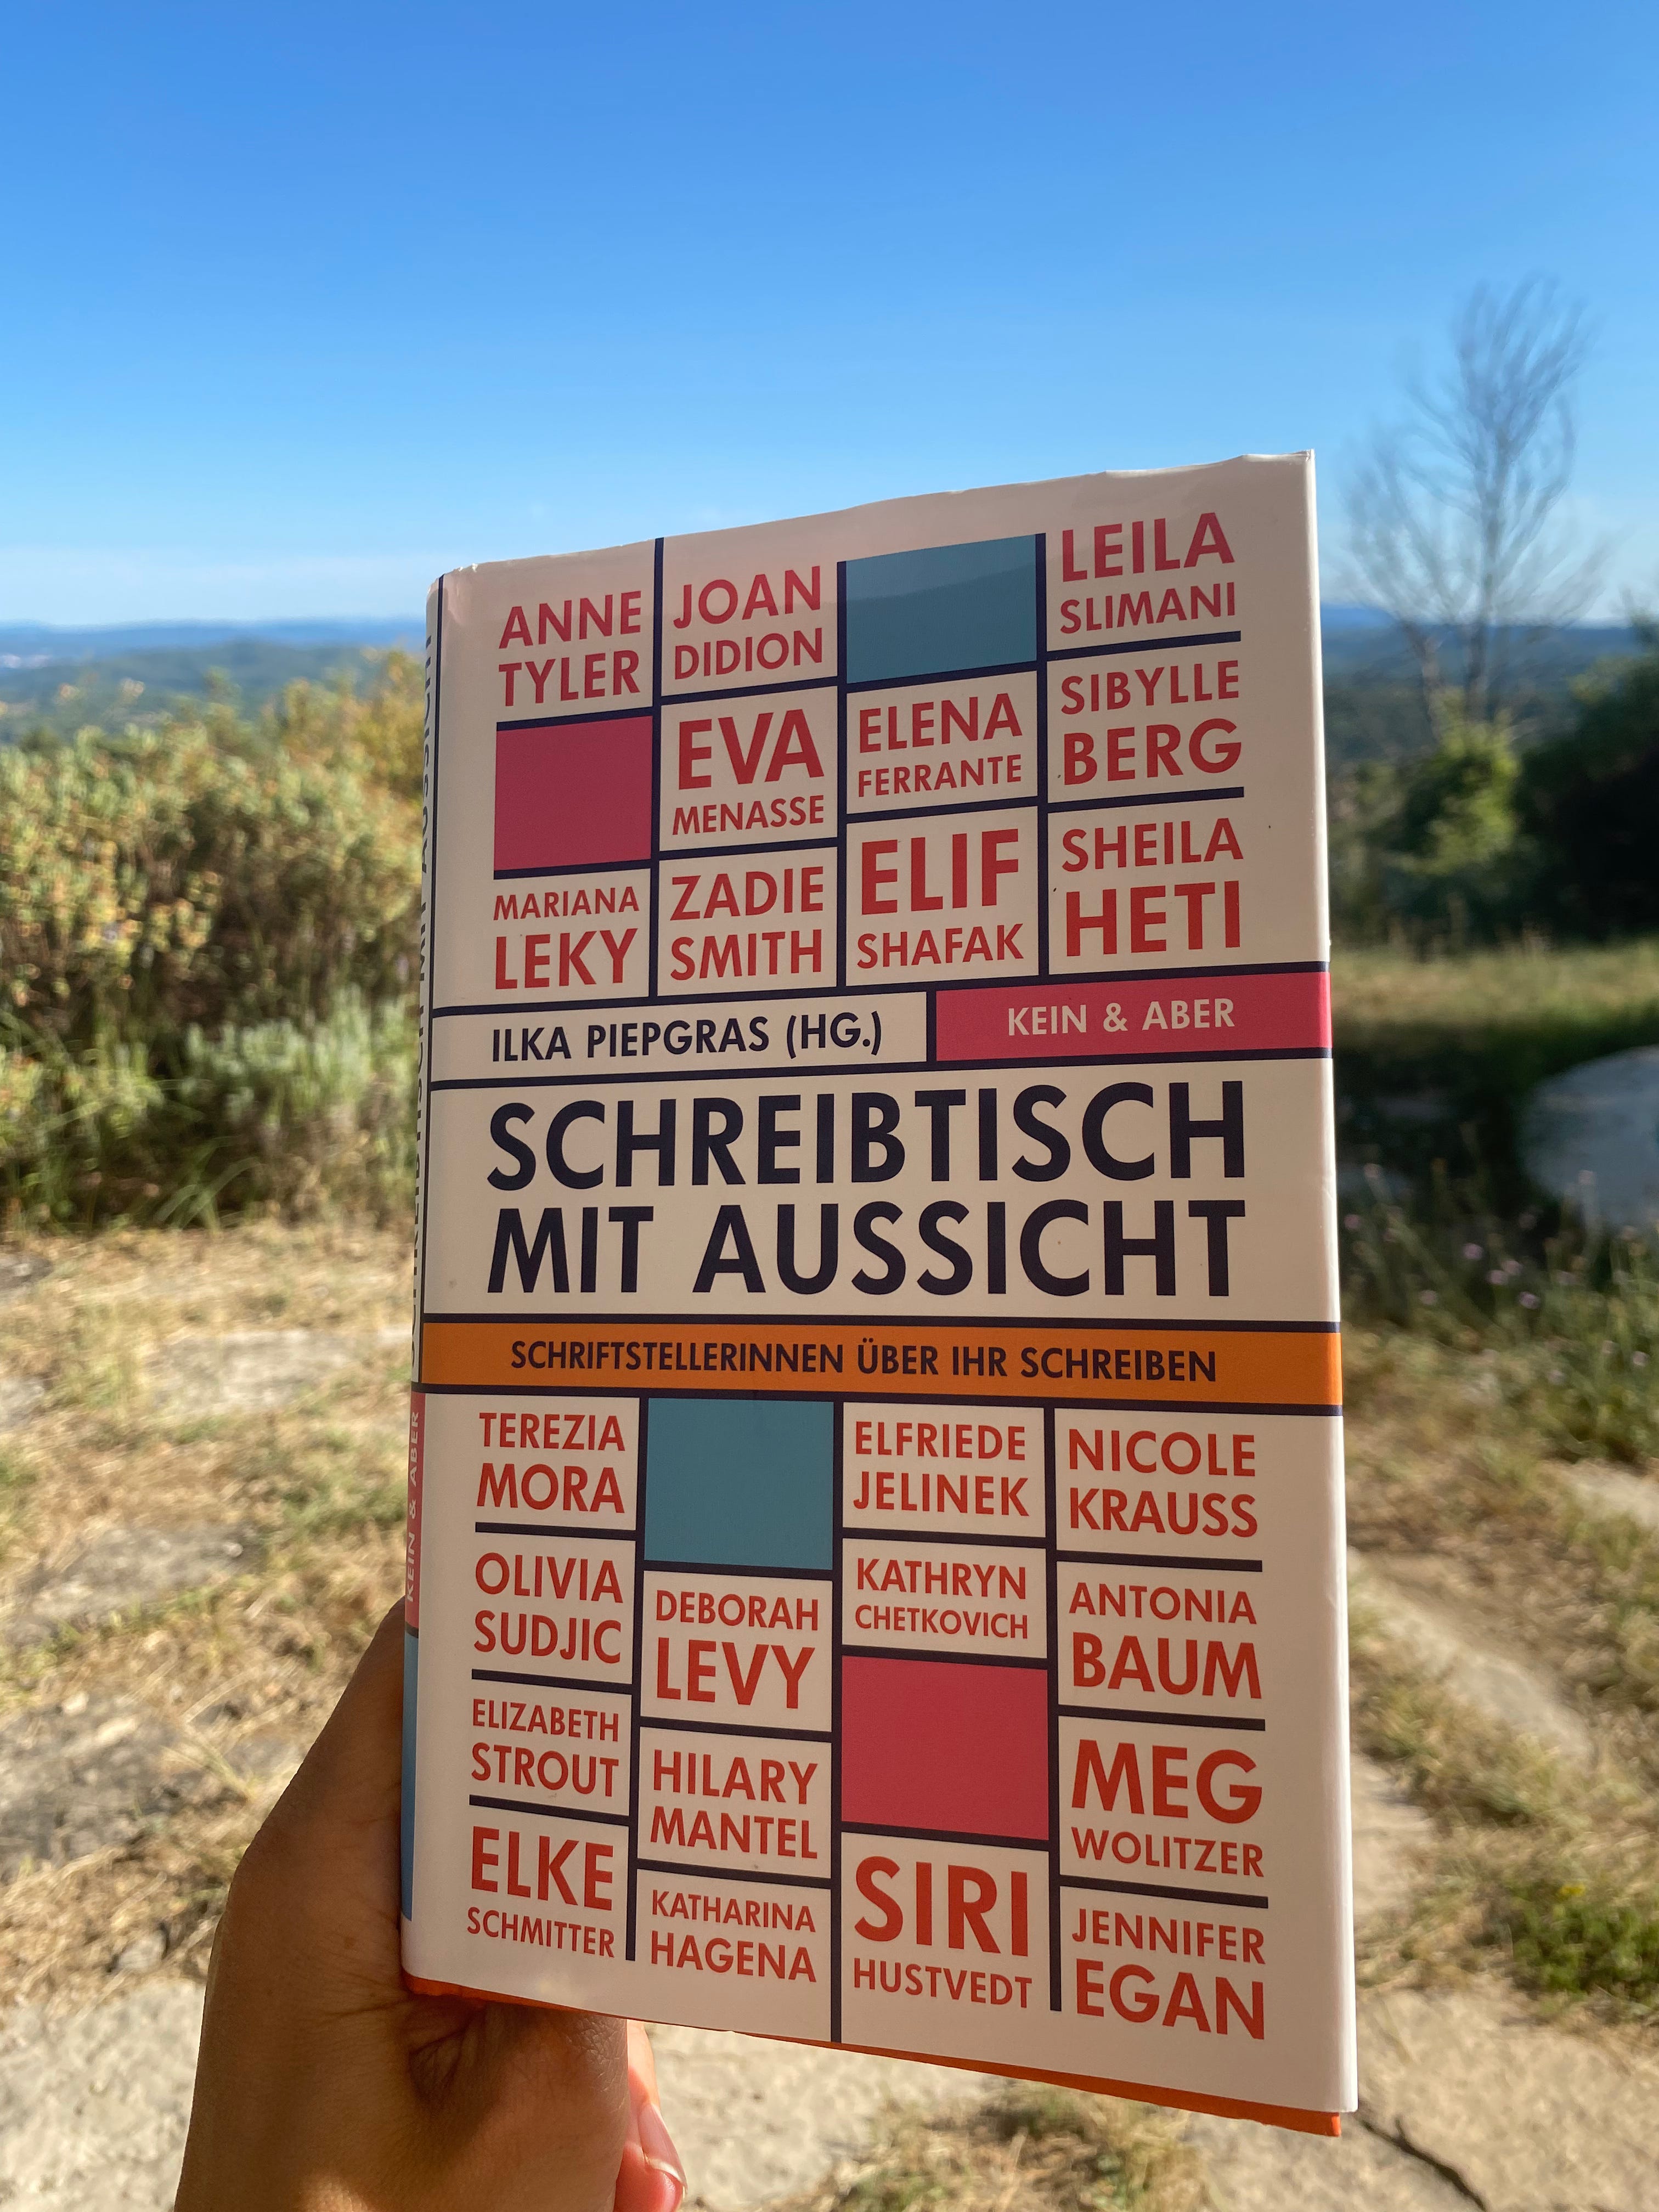 ANNE
TYLER
JOAN
DIDION
LEILA
SLIMANI
EVA
MENASSE
ELENA
FERRANTE
SIBYLLE
BERG
MARIANA
LEKY
ZADIE
SMITH
ELIF
SHAFAK
SHEILA
HETI
ILKA PIEPGRAS (HG.)
KEIN & ABER
SCHREIBTISCH
MIT AUSSICHT
SCHRIFTSTELLERINNEN ÜBER IHR SCHREIBEN
TEREZIA
MORA
ELFRIEDE
JELINEK
NICOLE
KRAUSS
OLIVIA
SUDJIC
DEBORAH
LEVY
KATHRYN
CHETKOVICH
ANTONIA
BAUM
ELIZABETH
STROUT
HILARY
MANTEL
MEG
WOLITZER
ELKE
SCHMITTER
KATHARINA
HAGENA
SIRI
HUSTVEDT
JENNIFER
EGAN
SCHREIBTISCH MIT AUSSICHT
KEIN & ABER